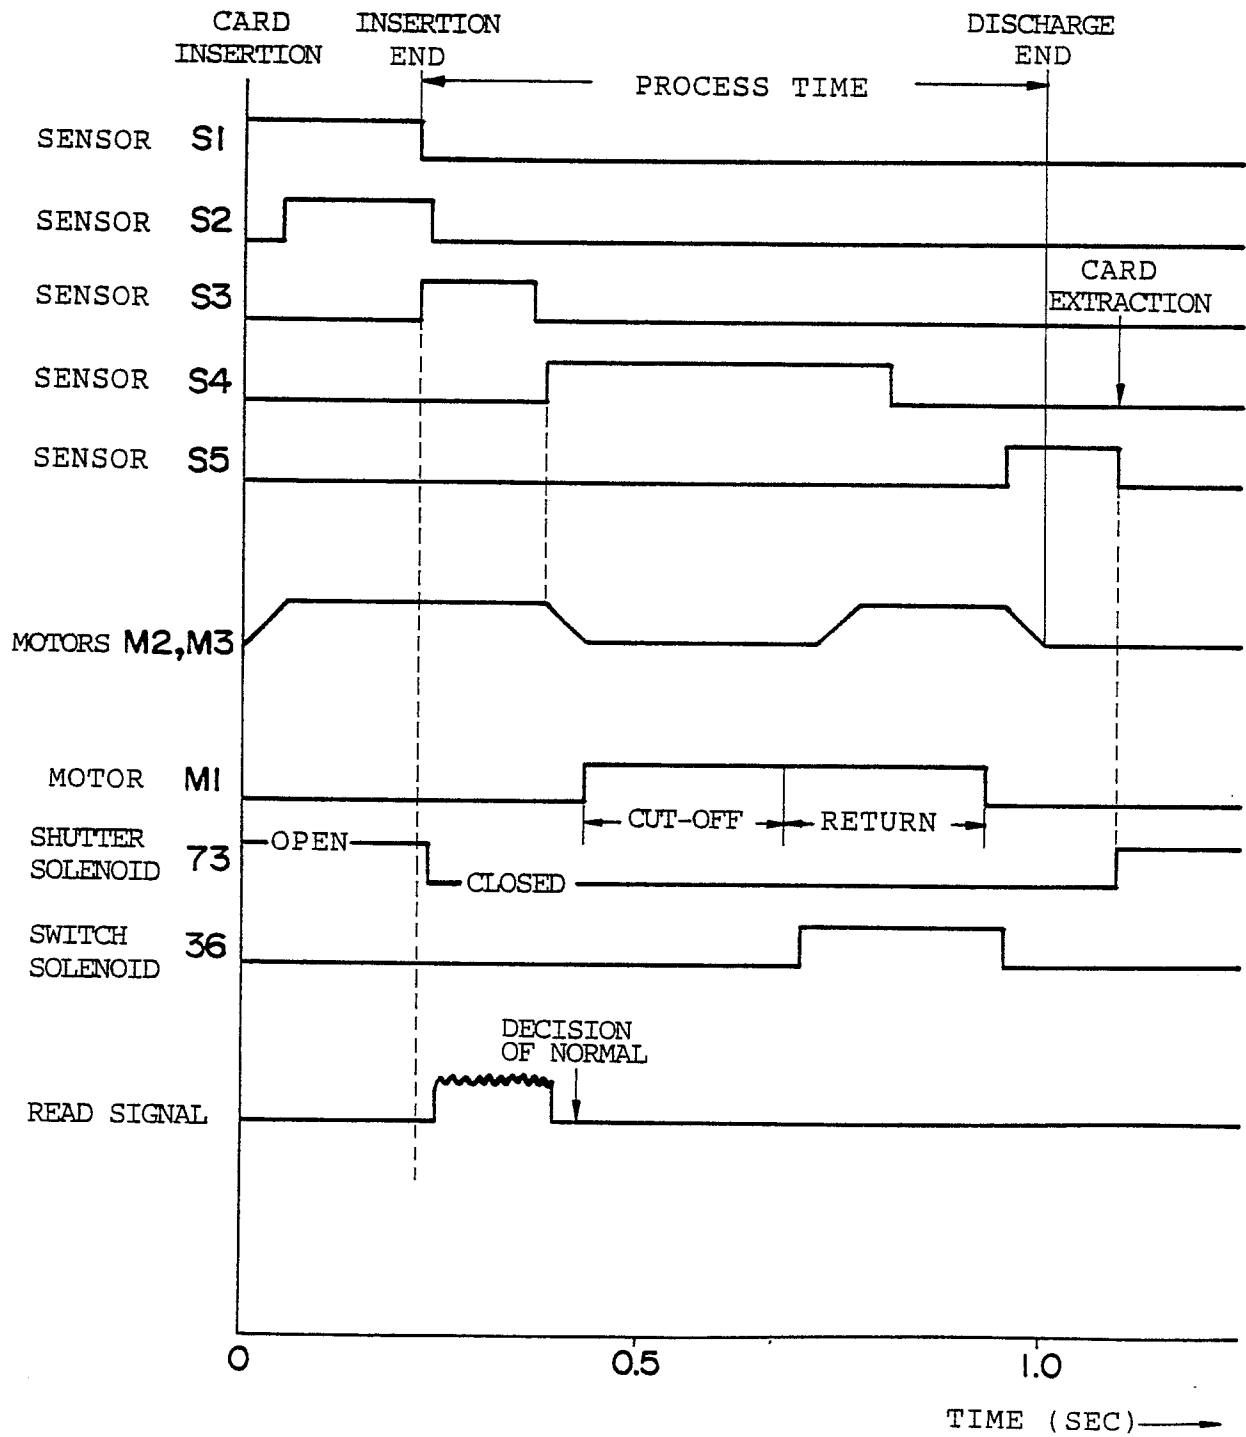 CARD
INSERTION
INSERTION
END
DISCHARGE
END
PROCESS TIME
SENSOR S1
SENSOR S2
SENSOR S3
CARD
EXTRACTION
SENSOR S4
SENSOR S5
MOTORS M2,M3
MOTOR M1
CUT-OFF RETURN
SHUTTER
SOLENOID 73
OPEN
CLOSED
SWITCH
SOLENOID 36
DECISION
OF NORMAL
READ SIGNAL
0 0.5 1.0
TIME (SEC)